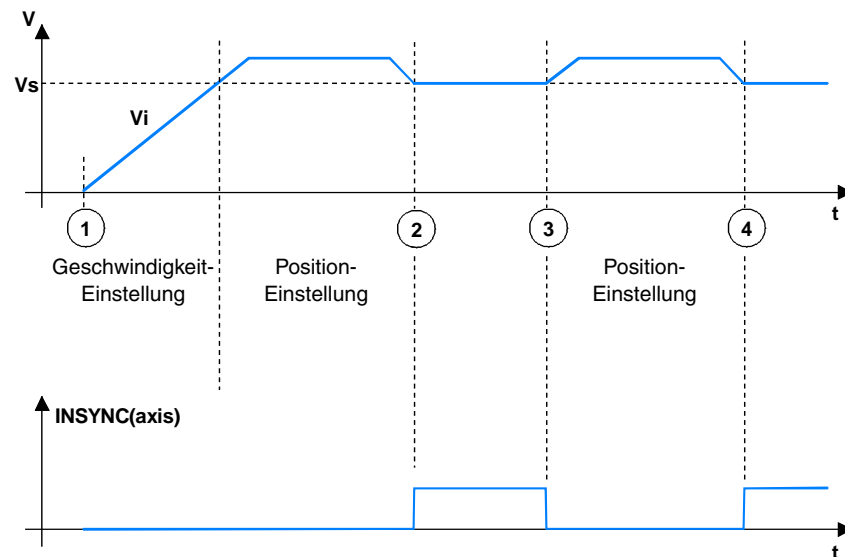 V
Vs
Vi
t
1
2
3
4
Geschwindigkeit-
Einstellung
Position-
Einstellung
Position-
Einstellung
INSYNC(axis)
t